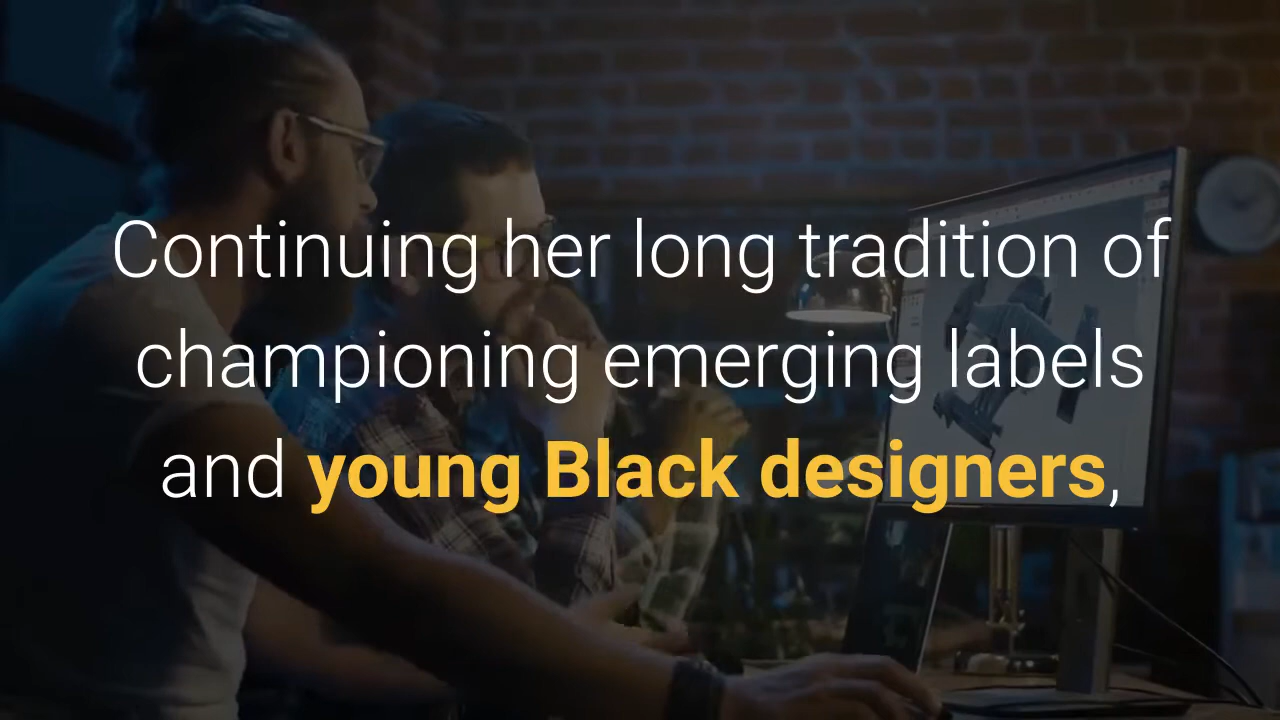 Continuing her long tradition of
championing emerging labels
and young Black designers,